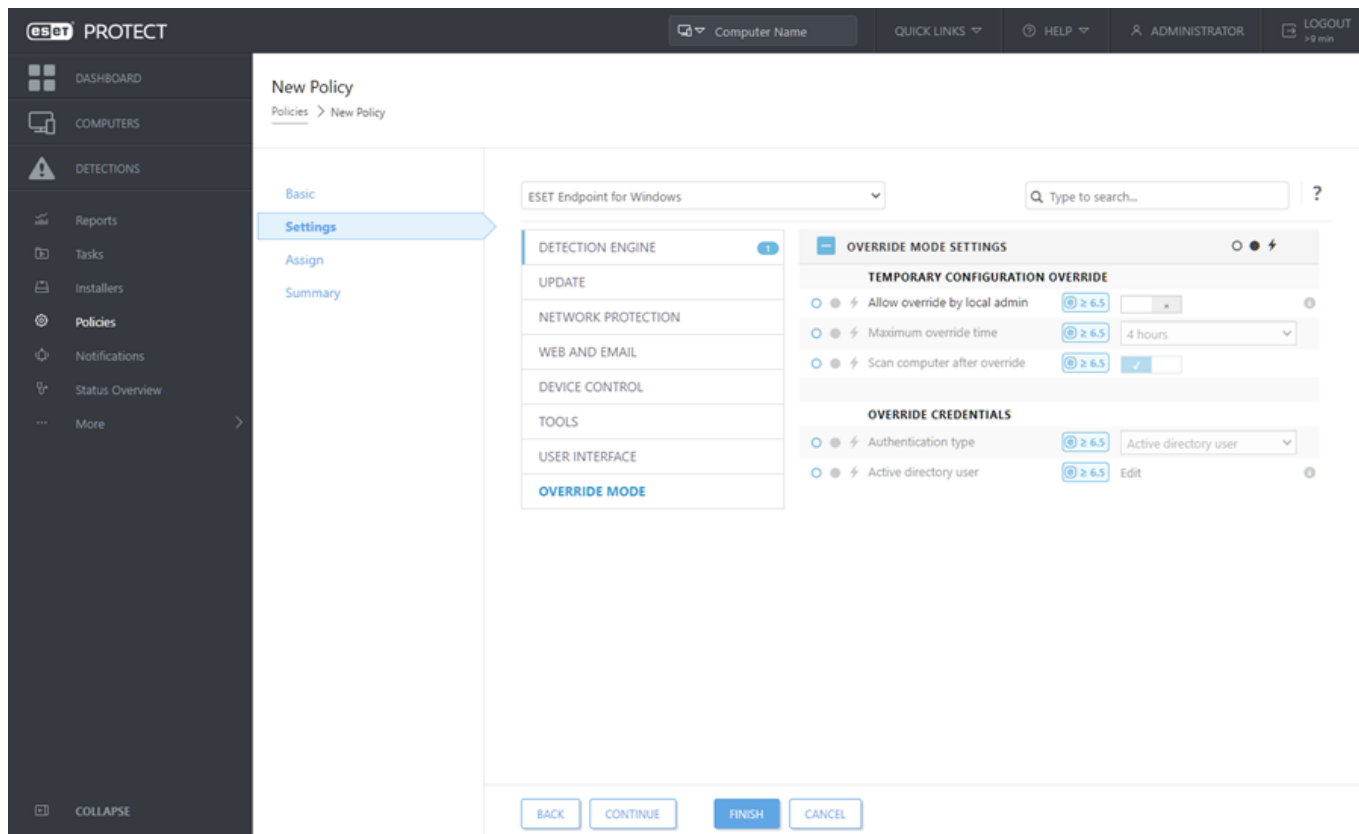 eset PROTECT
Computer Name
QUICK LINKS
HELP
ADMINISTRATOR
LOGOUT
>9 min
DASHBOARD
COMPUTERS
DETECTIONS
Reports
Tasks
Installers
Policies
Notifications
Status Overview
More
COLLAPSE
New Policy
Policies > New Policy
Basic
Settings
Assign
Summary
ESET Endpoint for Windows
Type to search...
?
DETECTION ENGINE 1
UPDATE
NETWORK PROTECTION
WEB AND EMAIL
DEVICE CONTROL
TOOLS
USER INTERFACE
OVERRIDE MODE
OVERRIDE MODE SETTINGS
TEMPORARY CONFIGURATION OVERRIDE
Allow override by local admin ≥ 6.5
Maximum override time ≥ 6.5 4 hours
Scan computer after override ≥ 6.5
OVERRIDE CREDENTIALS
Authentication type ≥ 6.5 Active directory user
Active directory user ≥ 6.5 Edit
BACK
CONTINUE
FINISH
CANCEL